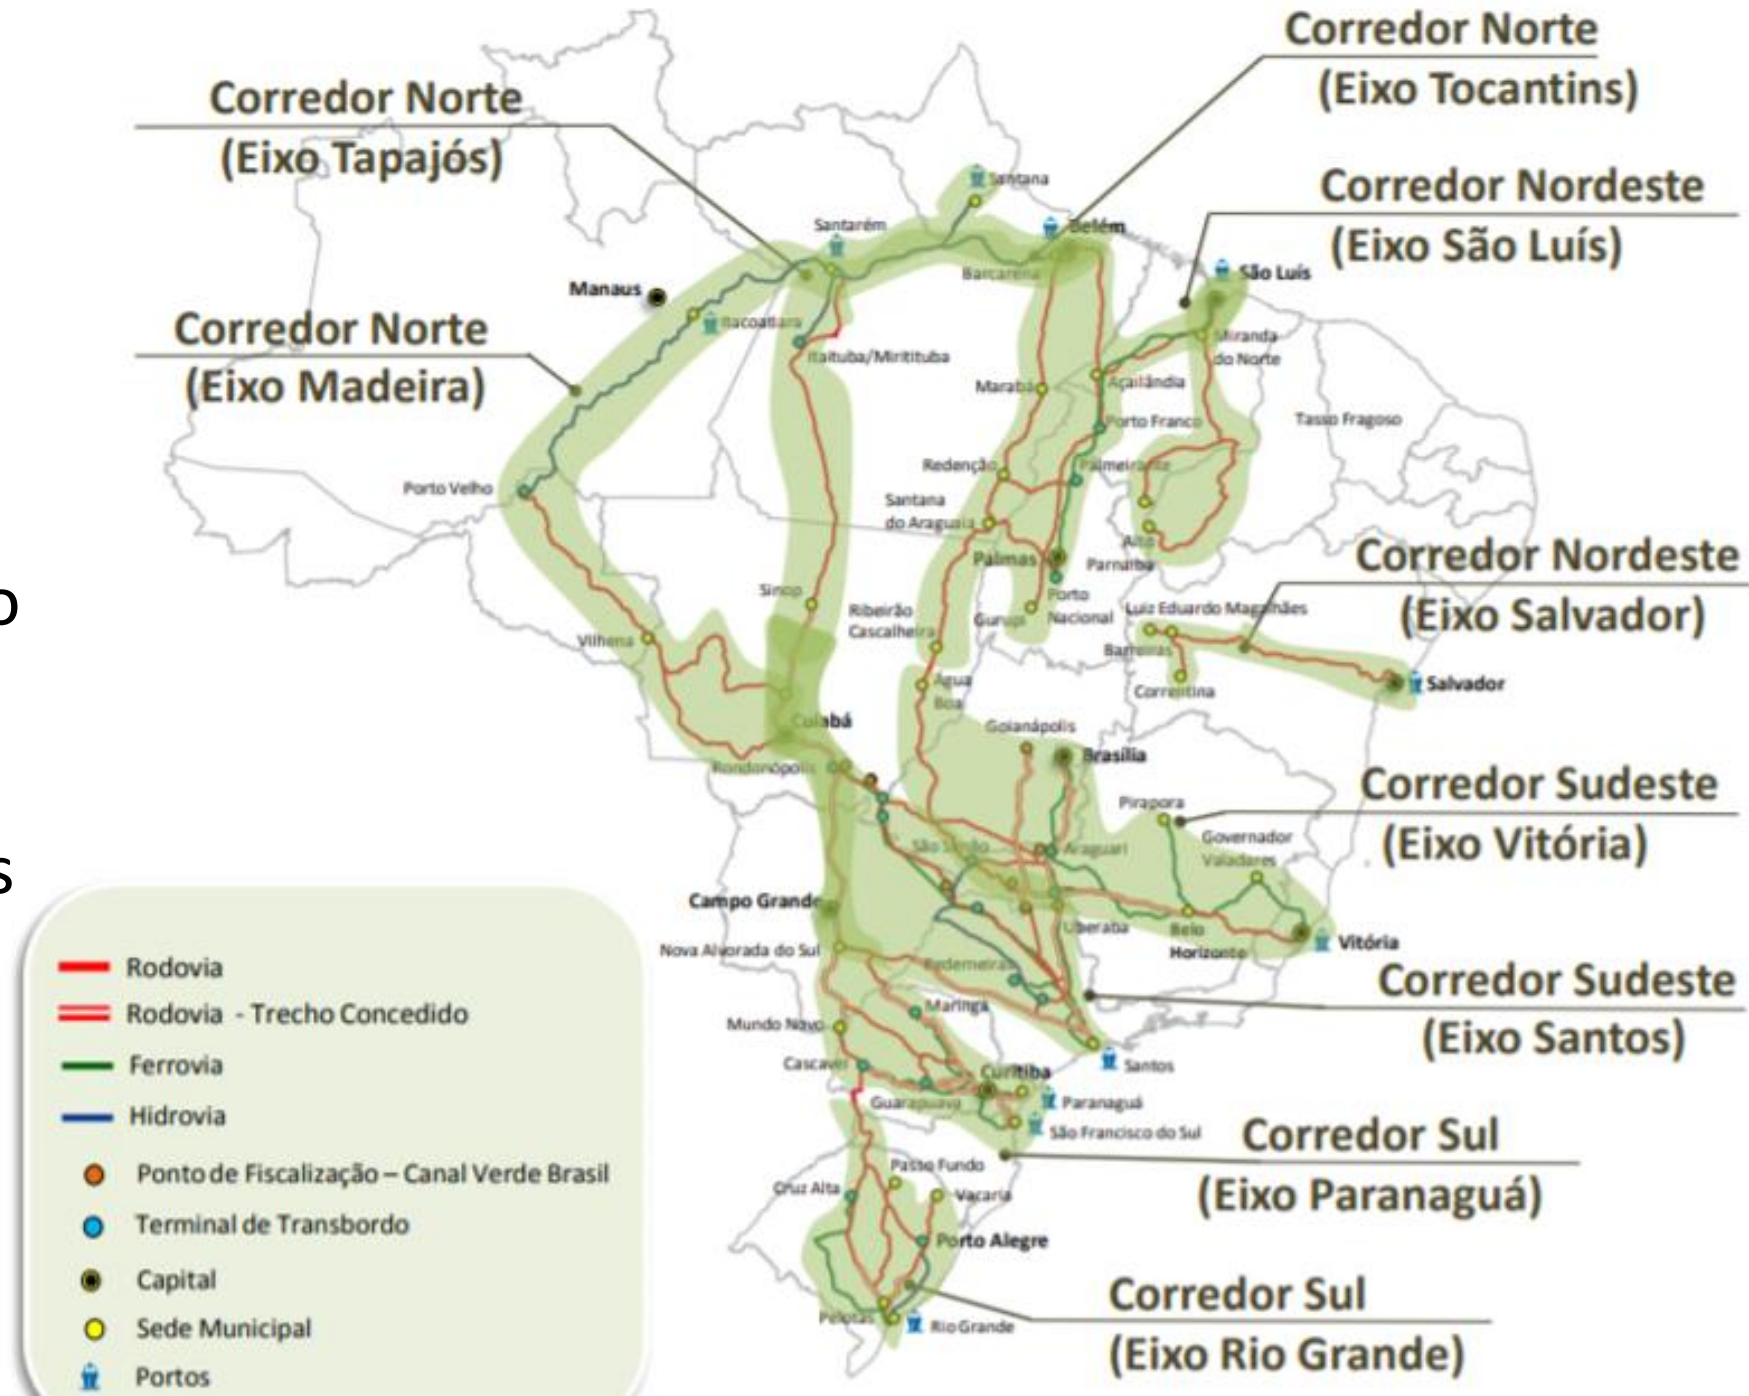 Corredor Norte
(Eixo Tocantins)
Corredor Norte
(Eixo Tapajós)
Corredor Nordeste
(Eixo São Luís)
Santana
Santarém
Belém
Barcarena
São Luís
Manaus
Itacoatiara
Corredor Norte
(Eixo Madeira)
Itaituba/Miritituba
Miranda
do Norte
Marabá
Açailândia
Porto Franco
Tasso Fragoso
Redenção
Palmeirante
Porto Velho
Santana
do Araguaia
Alto
Parnaíba
Palmas
Corredor Nordeste
(Eixo Salvador)
o
Sinop
Ribeirão
Cascalheira
Gurupi
Porto
Nacional
Luiz Eduardo Magalhães
Vilhena
Barreiras
Correntina
Salvador
Água
Boa
Cuiabá
Goianápolis
Brasília
Rondonópolis
Corredor Sudeste
(Eixo Vitória)
Pirapora
Governador
Valadares
São Simão
Araguari
s
Campo Grande
Uberaba
Belo
Horizonte
Vitória
Nova Alvorada do Sul
Pederneiras
Corredor Sudeste
(Eixo Santos)
Maringá
Mundo Novo
Cascavel
Santos
Curitiba
Guarapuava
Paranaguá
São Francisco do Sul
Corredor Sul
(Eixo Paranaguá)
Passo Fundo
Cruz Alta
Vacaria
Porto Alegre
Corredor Sul
(Eixo Rio Grande)
Pelotas
Rio Grande
Rodovia
Rodovia - Trecho Concedido
Ferrovia
Hidrovia
Ponto de Fiscalização – Canal Verde Brasil
Terminal de Transbordo
Capital
Sede Municipal
Portos